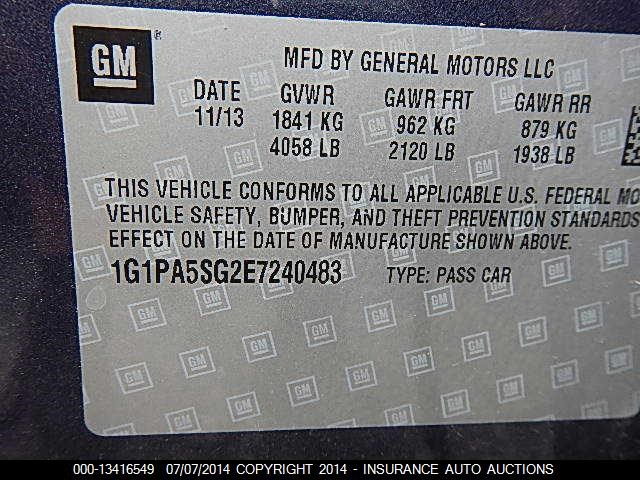 GM ®
MFD BY GENERAL MOTORS LLC
DATE GVWR GAWR FRT GAWR RR
11/13 1841 KG 962 KG 879 KG
4058 LB 2120 LB 1938 LB
THIS VEHICLE CONFORMS TO ALL APPLICABLE U.S. FEDERAL MO
VEHICLE SAFETY, BUMPER, AND THEFT PREVENTION STANDARDS
EFFECT ON THE DATE OF MANUFACTURE SHOWN ABOVE.
1G1PA5SG2E7240483 TYPE: PASS CAR
000-13416549 07/07/2014 COPYRIGHT 2014 - INSURANCE AUTO AUCTIONS